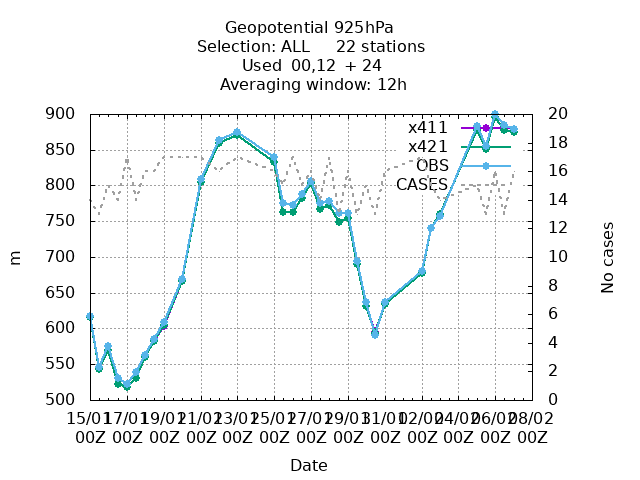 Geopotential 925hPa
Selection: ALL 22 stations
Used 00,12 + 24
Averaging window: 12h
900
850
800
750
700
650
600
550
500
20
18
16
14
12
10
8
6
4
2
0
x411
x421
OBS
CASES
m
No cases
15/01 17/01 19/01 21/01 23/01 25/01 27/01 29/01 31/01 02/02 04/02 06/02 08/02
00Z 00Z 00Z 00Z 00Z 00Z 00Z 00Z 00Z 00Z 00Z 00Z 00Z
Date